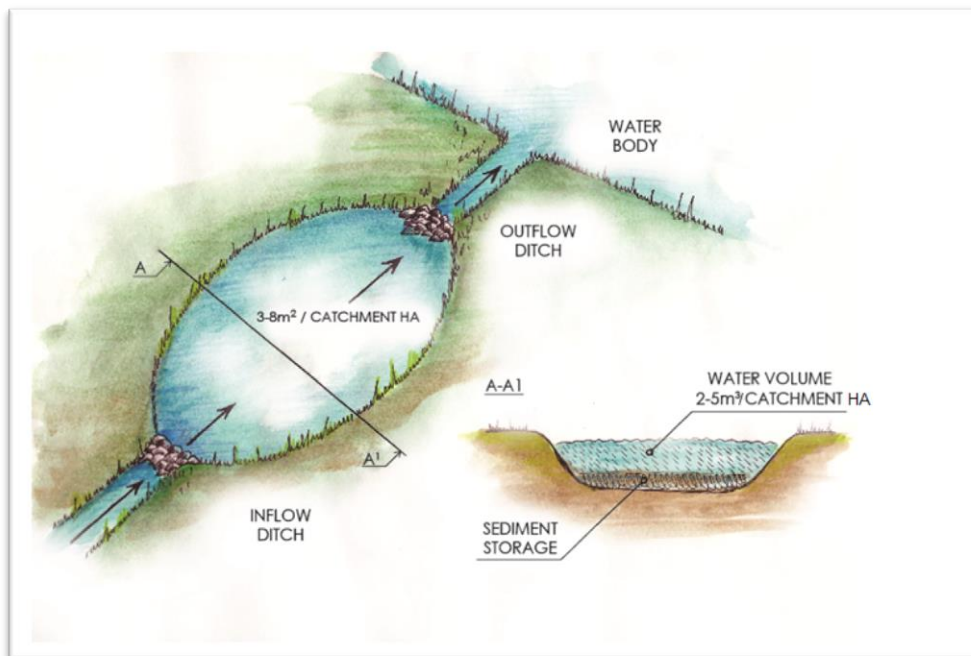 WATER
BODY
OUTFLOW
DITCH
A
3-8m² / CATCHMENT HA
A-A1
WATER VOLUME
2-5m³/CATCHMENT HA
A¹
INFLOW
DITCH
SEDIMENT
STORAGE